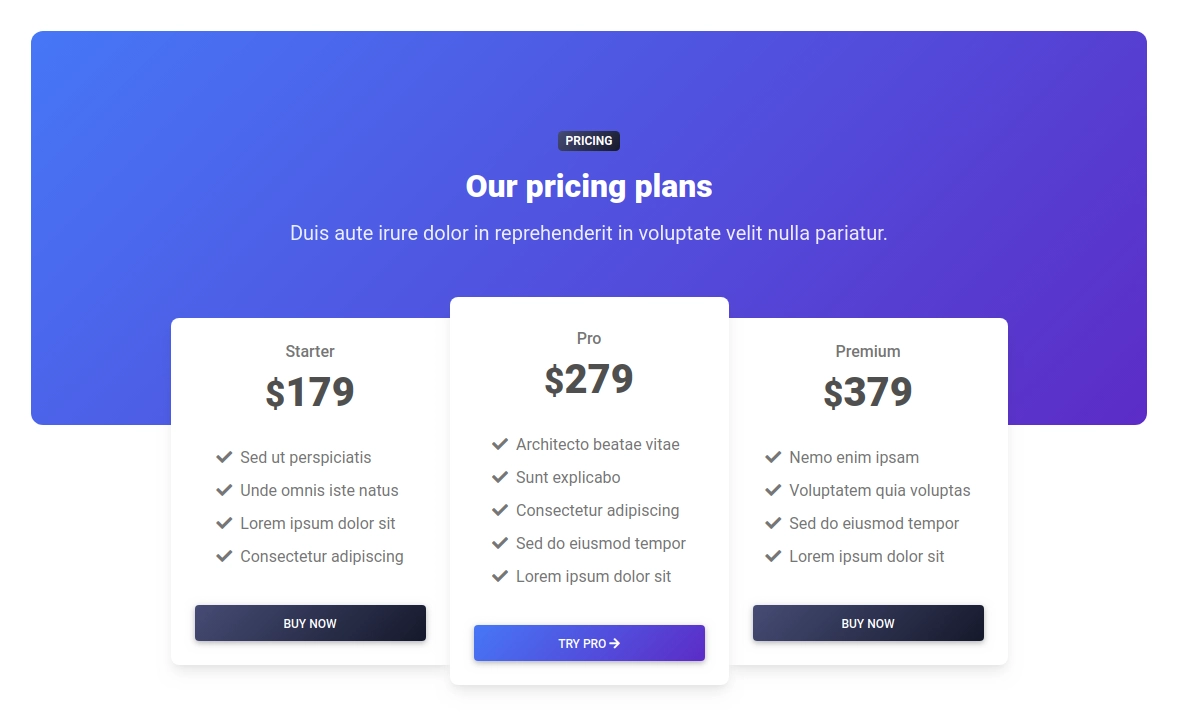 PRICING
Our pricing plans
Duis aute irure dolor in reprehenderit in voluptate velit nulla pariatur.
Starter
$179
Sed ut perspiciatis
Unde omnis iste natus
Lorem ipsum dolor sit
Consectetur adipiscing
BUY NOW
Pro
$279
Architecto beatae vitae
Sunt explicabo
Consectetur adipiscing
Sed do eiusmod tempor
Lorem ipsum dolor sit
TRY PRO →
Premium
$379
Nemo enim ipsam
Voluptatem quia voluptas
Sed do eiusmod tempor
Lorem ipsum dolor sit
BUY NOW